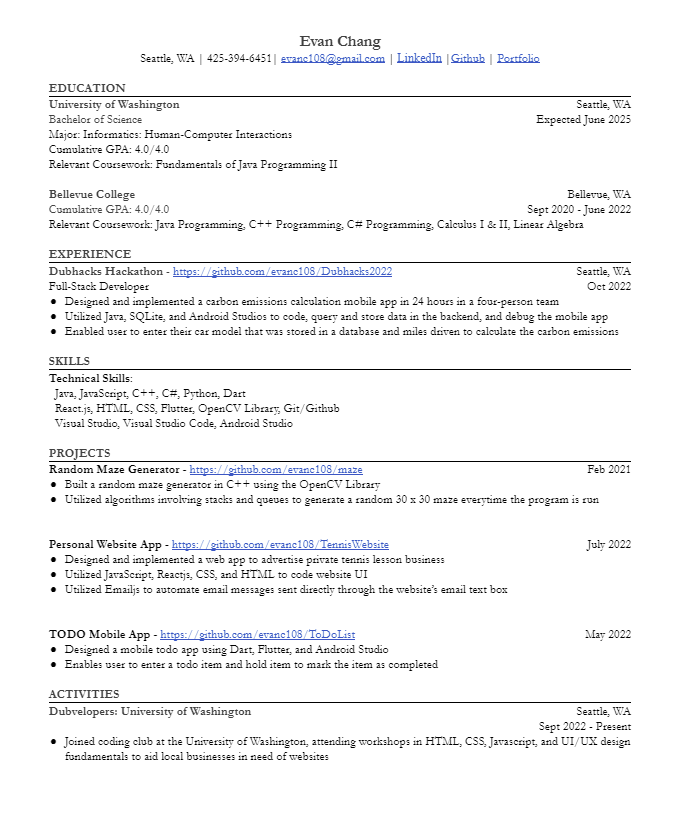 Evan Chang
Seattle, WA | 425-394-6451| evanc108@gmail.com | LinkedIn |Github | Portfolio
EDUCATION
University of Washington Seattle, WA
Bachelor of Science Expected June 2025
Major: Informatics: Human-Computer Interactions
Cumulative GPA: 4.0/4.0
Relevant Coursework: Fundamentals of Java Programming II
Bellevue College Bellevue, WA
Cumulative GPA: 4.0/4.0 Sept 2020 - June 2022
Relevant Coursework: Java Programming, C++ Programming, C# Programming, Calculus I & II, Linear Algebra
EXPERIENCE
Dubhacks Hackathon - https://github.com/evanc108/Dubhacks2022 Seattle, WA
Full-Stack Developer Oct 2022
● Designed and implemented a carbon emissions calculation mobile app in 24 hours in a four-person team
● Utilized Java, SQLite, and Android Studios to code, query and store data in the backend, and debug the mobile app
● Enabled user to enter their car model that was stored in a database and miles driven to calculate the carbon emissions
SKILLS
Technical Skills:
Java, JavaScript, C++, C#, Python, Dart
React.js, HTML, CSS, Flutter, OpenCV Library, Git/Github
Visual Studio, Visual Studio Code, Android Studio
PROJECTS
Random Maze Generator - https://github.com/evanc108/maze Feb 2021
● Built a random maze generator in C++ using the OpenCV Library
● Utilized algorithms involving stacks and queues to generate a random 30 x 30 maze everytime the program is run
Personal Website App - https://github.com/evanc108/TennisWebsite July 2022
● Designed and implemented a web app to advertise private tennis lesson business
● Utilized JavaScript, Reactjs, CSS, and HTML to code website UI
● Utilized Emailjs to automate email messages sent directly through the website's email text box
TODO Mobile App - https://github.com/evanc108/ToDoList May 2022
● Designed a mobile todo app using Dart, Flutter, and Android Studio
● Enables user to enter a todo item and hold item to mark the item as completed
ACTIVITIES
Dubvelopers: University of Washington Seattle, WA
Sept 2022 - Present
● Joined coding club at the University of Washington, attending workshops in HTML, CSS, Javascript, and UI/UX design
fundamentals to aid local businesses in need of websites